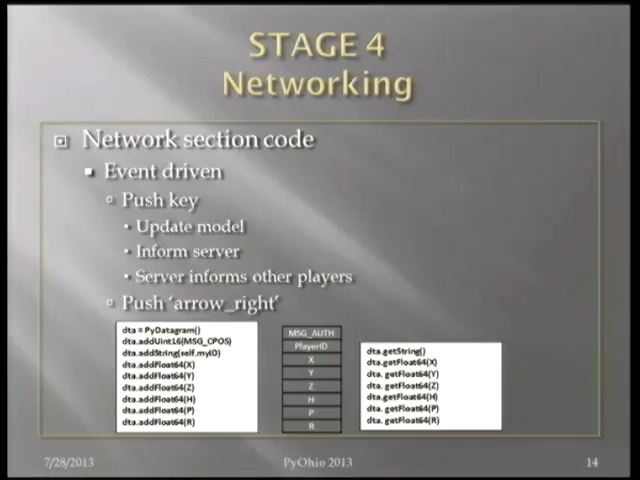 STAGE 4
Networking
Network section code
Event driven
Push key
Update model
Inform server
Server informs other players
Push 'arrow_right'
dta = PyDatagram()
dta.addUint16(MSG_CPOS)
dta.addString(self.myID)
dta.addFloat64(X)
dta.addFloat64(Y)
dta.addFloat64(Z)
dta.addFloat64(H)
dta.addFloat64(P)
dta.addFloat64(R)
MSG_AUTH
PlayerID
X
Y
Z
H
P
R
dta.getString()
dta.getFloat64(X)
dta. getFloat64(Y)
dta. getFloat64(Z)
dta.getFloat64(H)
dta. getFloat64(P)
dta. getFloat64(R)
7/28/2013
PyOhio 2013
14